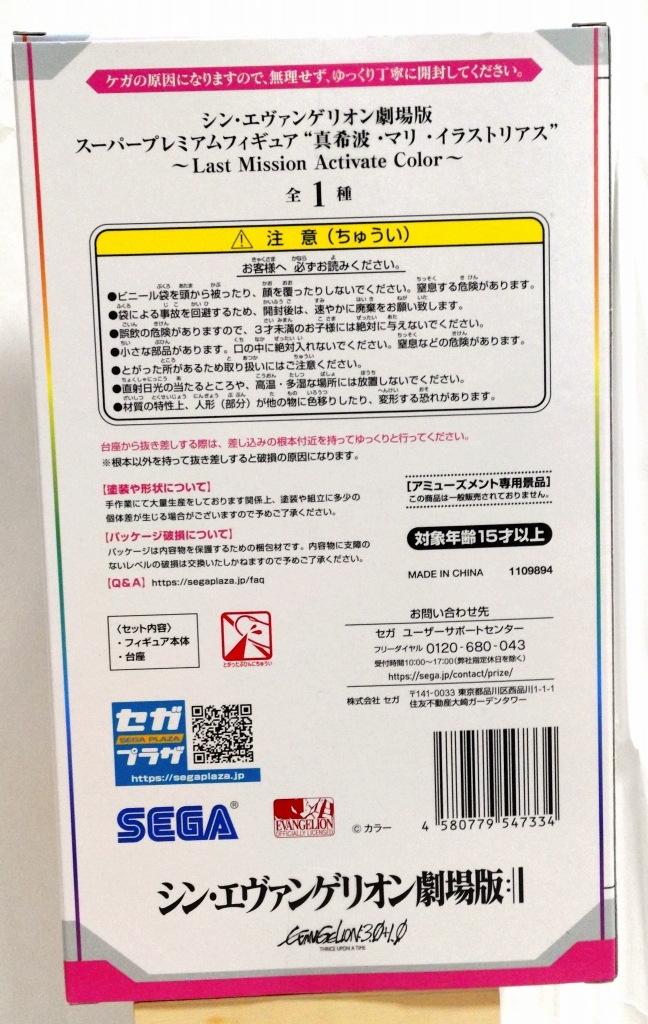 ケガの原因になりますので、無理せず、ゆっくり丁寧に開封してください。
シン・エヴァンゲリオン劇場版
スーパープレミアムフィギュア“真希波・マリ・イラストリアス”
～Last Mission Activate Color～
全1種
注 意（ちゅうい）
お客様へ 必ずお読みください。
●ビニール袋を頭から被ったり、顔を覆ったりしないでください。窒息する危険があります。
●袋による事故を回避するため、開封後は、速やかに廃棄をお願い致します。
●誤飲の危険がありますので、3才未満のお子様には絶対に与えないでください。
●小さな部品があります。口の中に絶対入れないでください。窒息などの危険があります。
●とがった所があるため取り扱いにはご注意ください。
●直射日光の当たるところや、高温・多湿な場所には放置しないでください。
●材質の特性上、人形（部分）が他の物に色移りしたり、変形する恐れがあります。
台座から抜き差しする際は、差し込みの根本付近を持ってゆっくりと行ってください。
※根本以外を持って抜き差しすると破損の原因になります。
【塗装や形状について】
手作業にて大量生産をしております関係上、塗装や組立に多少の
個体差が生じる場合がございますので予めご了承ください。
【パッケージ破損について】
パッケージは内容物を保護するための梱包材です。内容物に支障の
ないレベルの破損は交換いたしかねますので予めご了承ください。
【Q&A】https://segaplaza.jp/faq
【アミューズメント専用景品】
この商品は一般販売されておりません。
対象年齢15才以上
MADE IN CHINA 1109894
〈セット内容〉
・フィギュア本体
・台座
とがったぶひんにちゅうい
お問い合わせ先
セガ ユーザーサポートセンター
フリーダイヤル 0120-680-043
受付時間10:00～17:00（弊社指定休日を除く）
https://sega.jp/contact/prize/
株式会社 セガ 〒141-0033 東京都品川区西品川1-1-1
住友不動産大崎ガーデンタワー
セガ
SEGA PLAZA
プラザ
https://segaplaza.jp
SEGA®
EVANGELION
OFFICIALLY LICENSED
©カラー
4 580779 547334
シン・エヴァンゲリオン劇場版:||
EVANGELION:3.0+1.0
THRICE UPON A TIME